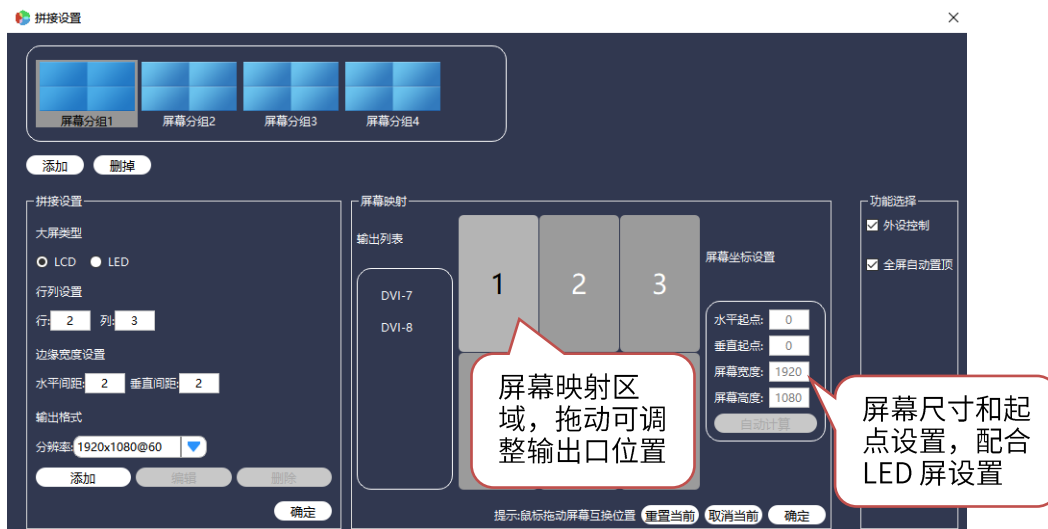 拼接设置
屏幕分组1 屏幕分组2 屏幕分组3 屏幕分组4
添加 删掉
拼接设置
大屏类型
LCD LED
行列设置
行: 2 列: 3
边缘宽度设置
水平间距: 2 垂直间距: 2
输出格式
分辨率: 1920x1080@60
添加 编辑 删除
确定
屏幕映射
输出列表
DVI-7
DVI-8
1 2 3
屏幕映射区
域，拖动可调
整输出口位置
屏幕坐标设置
水平起点: 0
垂直起点: 0
屏幕宽度: 1920
屏幕高度: 1080
自动计算
提示:鼠标拖动屏幕互换位置 重置当前 取消当前 确定
功能选择
外设控制
全屏自动置顶
屏幕尺寸和起
点设置，配合
LED 屏设置